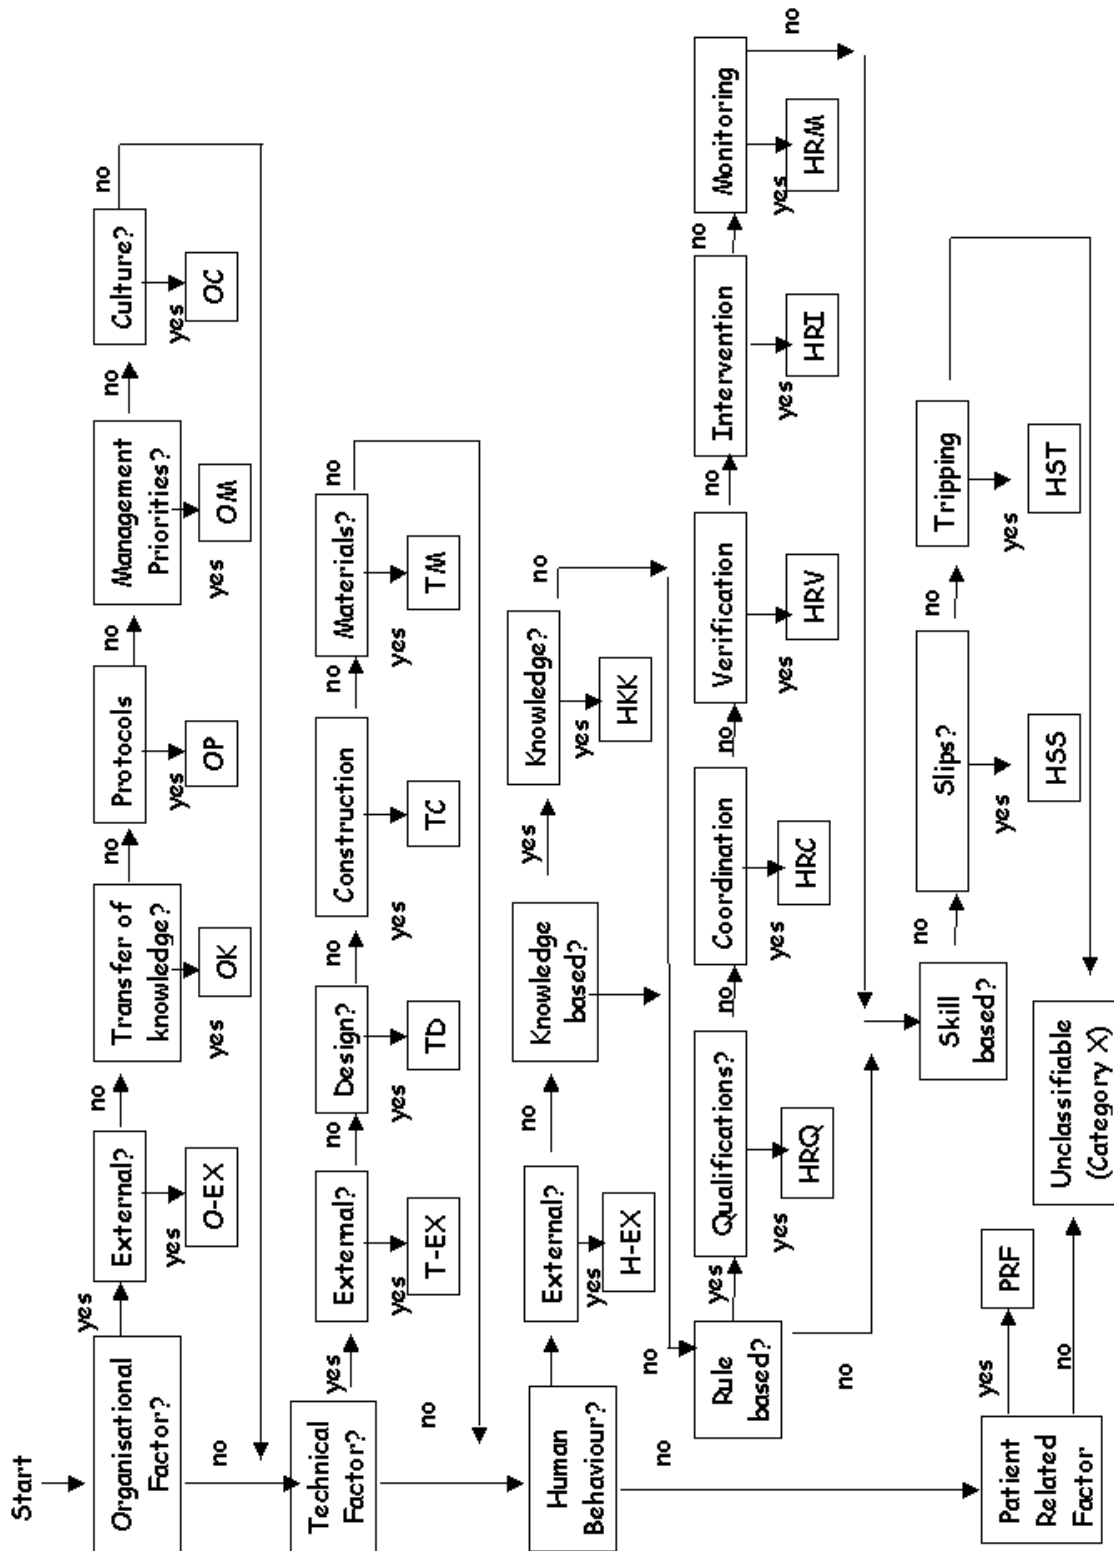 Start
Organisational
Factor?
yes
External?
yes
O-EX
no
Transfer of
knowledge?
yes
OK
no
Protocols
yes
OP
no
Management
Priorities?
yes
OM
no
Culture?
yes
OC
no
no
Technical
Factor?
yes
External?
yes
T-EX
no
Design?
yes
TD
no
Construction
yes
TC
no
Materials?
yes
TM
no
no
Human
Behaviour?
External?
yes
H-EX
no
Knowledge
based?
yes
Knowledge?
yes
HKK
no
no
no
Rule
based?
yes
Qualifications?
yes
HRQ
no
Coordination
yes
HRC
no
Verification
yes
HRV
no
Intervention
yes
HRI
no
Monitoring
yes
HRM
no
no
Skill
based?
no
Slips?
yes
HSS
no
Tripping
yes
HST
Patient
Related
Factor
yes
PRF
no
Unclassifiable
(Category X)